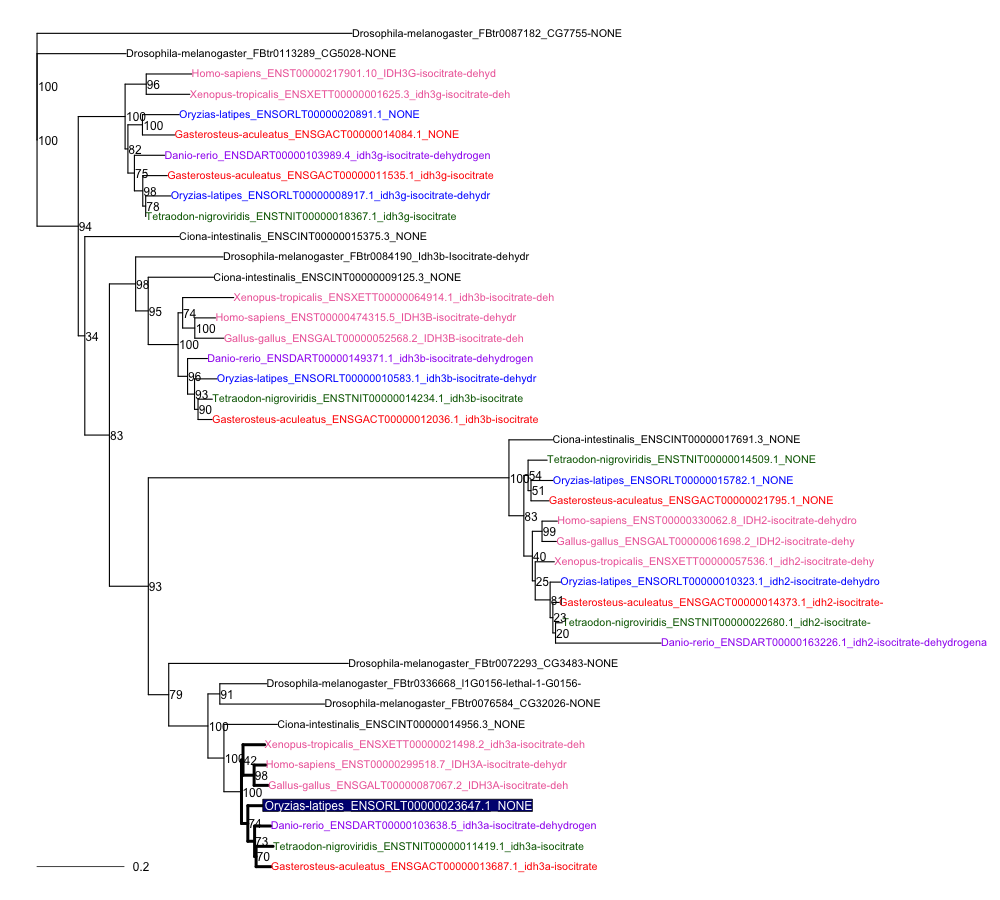 Drosophila-melanogaster_FBtr0087182_CG7755-NONE
Drosophila-melanogaster_FBtr0113289_CG5028-NONE
Homo-sapiens_ENST00000217901.10_IDH3G-isocitrate-dehyd
100
96
Xenopus-tropicalis_ENSXETT00000001625.3_idh3g-isocitrate-deh
Oryzias-latipes_ENSORLT00000020891.1_NONE
100
100
Gasterosteus-aculeatus_ENSGACT00000014084.1_NONE
100
82
Danio-rerio_ENSDART00000103989.4_idh3g-isocitrate-dehydrogen
75
Gasterosteus-aculeatus_ENSGACT00000011535.1_idh3g-isocitrate
98
Oryzias-latipes_ENSORLT00000008917.1_idh3g-isocitrate-dehydr
78
Tetraodon-nigroviridis_ENSTNIT00000018367.1_idh3g-isocitrate
94
Ciona-intestinalis_ENSCINT00000015375.3_NONE
Drosophila-melanogaster_FBtr0084190_Idh3b-Isocitrate-dehydr
98
Ciona-intestinalis_ENSCINT00000009125.3_NONE
Xenopus-tropicalis_ENSXETT00000064914.1_idh3b-isocitrate-deh
95
74
Homo-sapiens_ENST00000474315.5_IDH3B-isocitrate-dehydr
100
34
Gallus-gallus_ENSGALT00000052568.2_IDH3B-isocitrate-deh
100
Danio-rerio_ENSDART00000149371.1_idh3b-isocitrate-dehydrogen
96
Oryzias-latipes_ENSORLT00000010583.1_idh3b-isocitrate-dehydr
93
Tetraodon-nigroviridis_ENSTNIT00000014234.1_idh3b-isocitrate
90
Gasterosteus-aculeatus_ENSGACT00000012036.1_idh3b-isocitrate
83
Ciona-intestinalis_ENSCINT00000017691.3_NONE
Tetraodon-nigroviridis_ENSTNIT00000014509.1_NONE
100
54
Oryzias-latipes_ENSORLT00000015782.1_NONE
51
Gasterosteus-aculeatus_ENSGACT00000021795.1_NONE
83
Homo-sapiens_ENST00000330062.8_IDH2-isocitrate-dehydro
99
Gallus-gallus_ENSGALT00000061698.2_IDH2-isocitrate-dehy
40
Xenopus-tropicalis_ENSXETT00000057536.1_idh2-isocitrate-dehy
93
25
Oryzias-latipes_ENSORLT00000010323.1_idh2-isocitrate-dehydro
81
Gasterosteus-aculeatus_ENSGACT00000014373.1_idh2-isocitrate-
23
Tetraodon-nigroviridis_ENSTNIT00000022680.1_idh2-isocitrate-
20
Danio-rerio_ENSDART00000163226.1_idh2-isocitrate-dehydrogena
Drosophila-melanogaster_FBtr0072293_CG3483-NONE
79
Drosophila-melanogaster_FBtr0336668_l1G0156-lethal-1-G0156-
91
Drosophila-melanogaster_FBtr0076584_CG32026-NONE
100
Ciona-intestinalis_ENSCINT00000014956.3_NONE
Xenopus-tropicalis_ENSXETT00000021498.2_idh3a-isocitrate-deh
100
42
Homo-sapiens_ENST00000299518.7_IDH3A-isocitrate-dehydr
98
Gallus-gallus_ENSGALT00000087067.2_IDH3A-isocitrate-deh
100
Oryzias-latipes_ENSORLT00000023647.1_NONE
74
Danio-rerio_ENSDART00000103638.5_idh3a-isocitrate-dehydrogen
73
Tetraodon-nigroviridis_ENSTNIT00000011419.1_idh3a-isocitrate
70
Gasterosteus-aculeatus_ENSGACT00000013687.1_idh3a-isocitrate
0.2